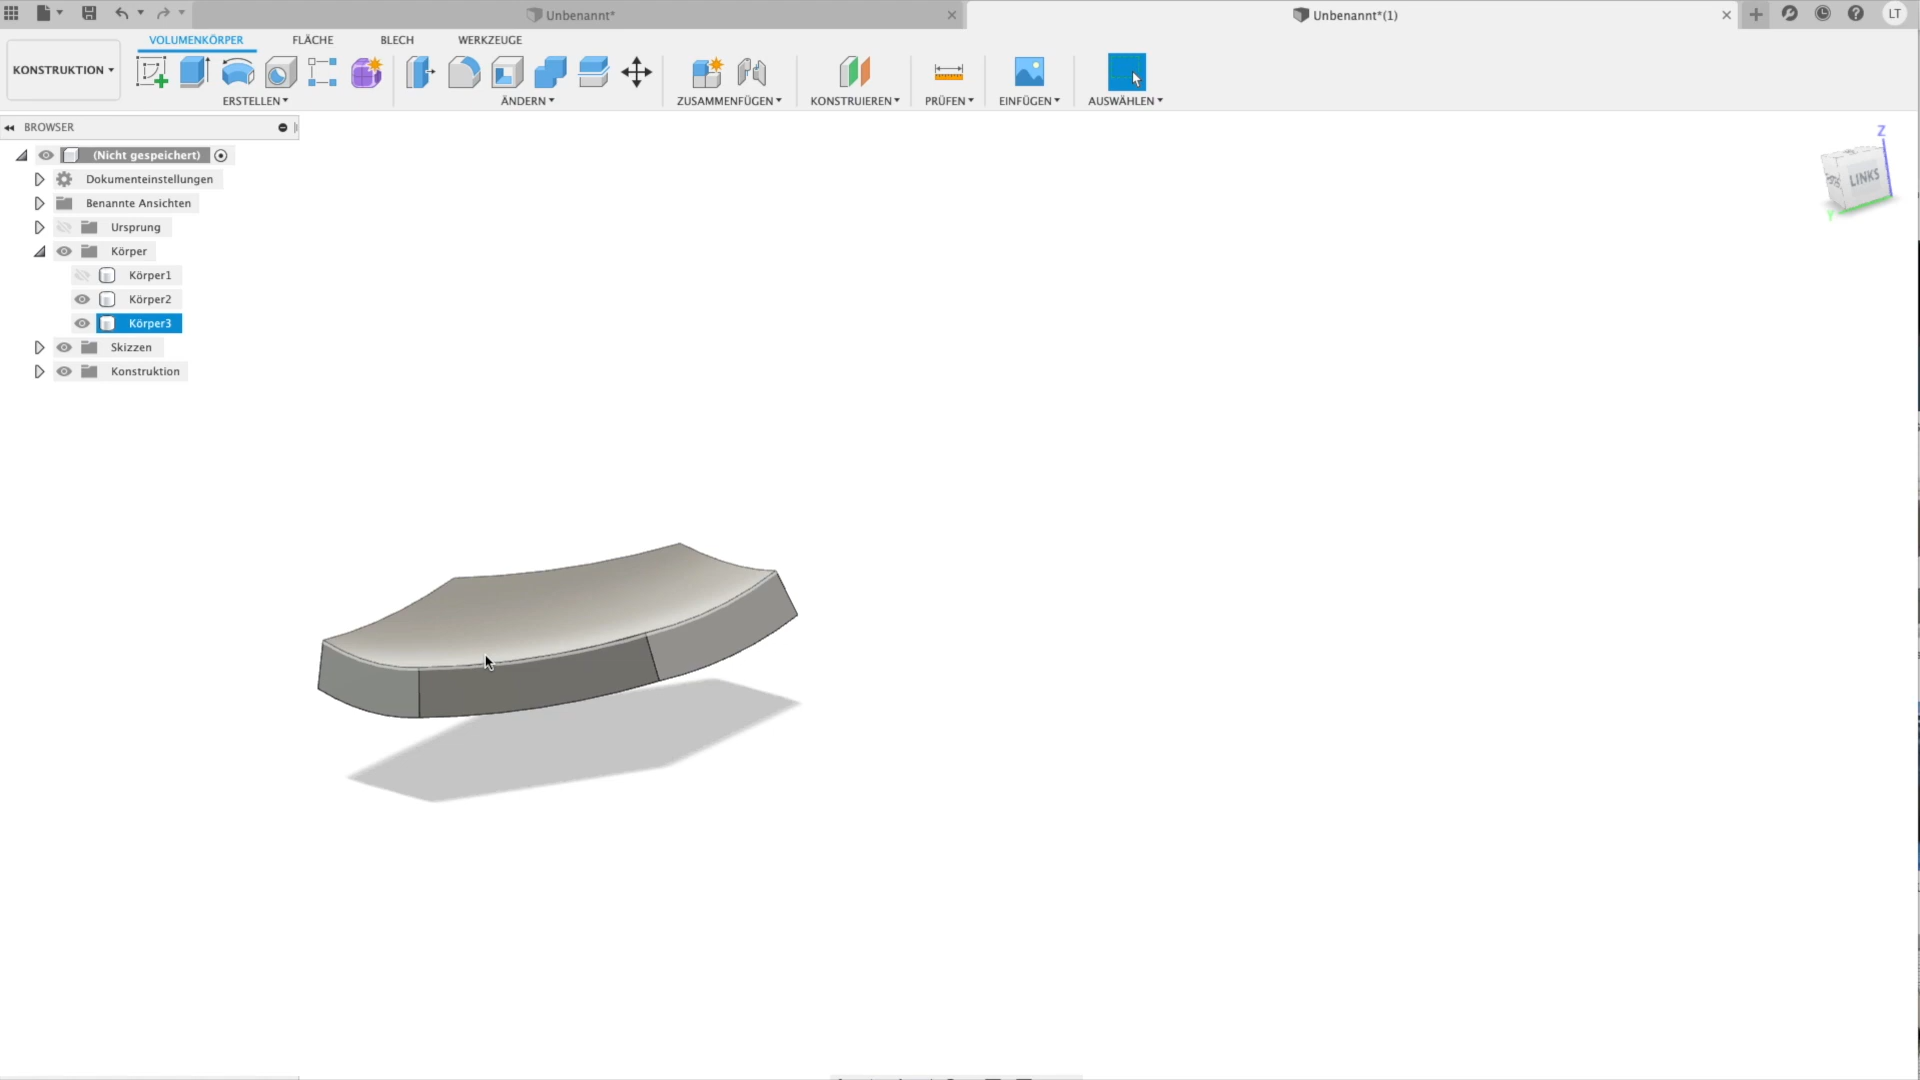 Unbenannt*
Unbenannt*(1)
LT
KONSTRUKTION
VOLUMENKÖRPER
FLÄCHE
BLECH
WERKZEUGE
ERSTELLEN
ÄNDERN
ZUSAMMENFÜGEN
KONSTRUIEREN
PRÜFEN
EINFÜGEN
AUSWÄHLEN
BROWSER
(Nicht gespeichert)
Dokumenteinstellungen
Benannte Ansichten
Ursprung
Körper
Körper1
Körper2
Körper3
Skizzen
Konstruktion
Z
LINKS
Y